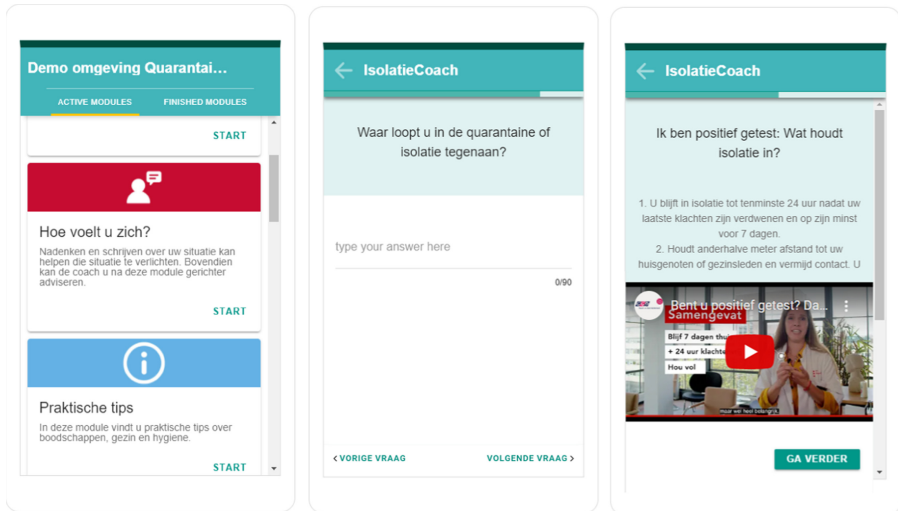 Demo omgeving Quarantai...
ACTIVE MODULES FINISHED MODULES
START
Hoe voelt u zich?
Nadenken en schrijven over uw situatie kan
helpen die situatie te verlichten. Bovendien
kan de coach u na deze module gerichter
adviseren.
START
Praktische tips
In deze module vindt u praktische tips over
boodschappen, gezin en hygiene.
START
IsolatieCoach
Waar loopt u in de quarantaine of
isolatie tegenaan?
type your answer here
0/90
< VORIGE VRAAG VOLGENDE VRAAG >
IsolatieCoach
Ik ben positief getest: Wat houdt
isolatie in?
1. U blijft in isolatie tot tenminste 24 uur nadat uw
laatste klachten zijn verdwenen en op zijn minst
voor 7 dagen.
2. Houdt anderhalve meter afstand tot uw
huisgenoten of gezinsleden en vermijd contact. U
Bent u positief getest? Da...
Samengevat
Blijf 7 dagen thui
+ 24 uur klachte
Hou vol
maar wel heel belangrijk.
GA VERDER